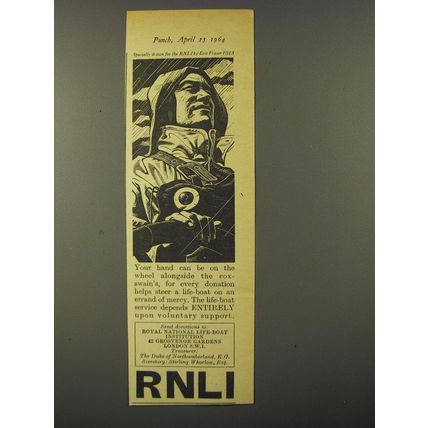 Punch, April 15 1964
Specially drawn for the RNLI by Eric Fraser FSIA
Your hand can be on the
wheel alongside the cox-
swain's, for every donation
helps steer a life-boat on an
errand of mercy. The life-boat
service depends ENTIRELY
upon voluntary support.
Send donations to:
ROYAL NATIONAL LIFE-BOAT
INSTITUTION
42 GROSVENOR GARDENS
LONDON S.W.1.
Treasurer:
The Duke of Northumberland, K.G.
Secretary: Stirling Whorlow, Esq.
RNLI